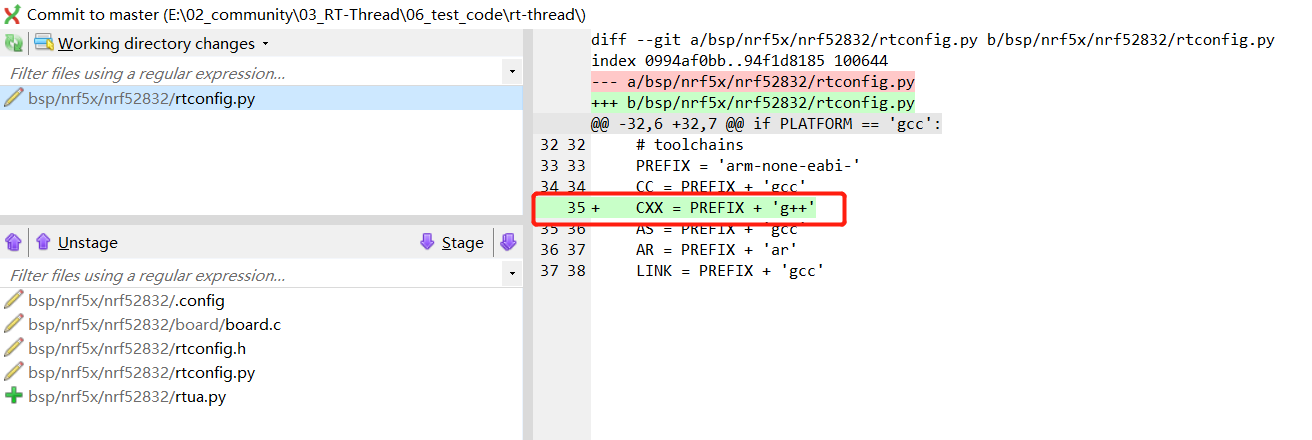 Commit to master (E:\02_community\03_RT-Thread\06_test_code\rt-thread\)
Working directory changes
Filter files using a regular expression...
bsp/nrf5x/nrf52832/rtconfig.py
Unstage
Stage
Filter files using a regular expression...
bsp/nrf5x/nrf52832/.config
bsp/nrf5x/nrf52832/board/board.c
bsp/nrf5x/nrf52832/rtconfig.h
bsp/nrf5x/nrf52832/rtconfig.py
bsp/nrf5x/nrf52832/rtua.py
diff --git a/bsp/nrf5x/nrf52832/rtconfig.py b/bsp/nrf5x/nrf52832/rtconfig.py
index 0994af0bb..94f1d8185 100644
--- a/bsp/nrf5x/nrf52832/rtconfig.py
+++ b/bsp/nrf5x/nrf52832/rtconfig.py
@@ -32,6 +32,7 @@ if PLATFORM == 'gcc':
32 32 # toolchains
33 33 PREFIX = 'arm-none-eabi-'
34 34 CC = PREFIX + 'gcc'
35 + CXX = PREFIX + 'g++'
35 36 AS = PREFIX + 'gcc'
36 37 AR = PREFIX + 'ar'
37 38 LINK = PREFIX + 'gcc'